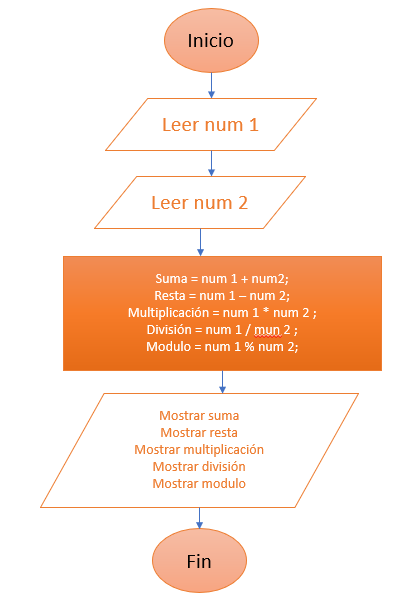 Inicio
Leer num 1
Leer num 2
Suma = num 1 + num2;
Resta = num 1 – num 2;
Multiplicación = num 1 * num 2 ;
División = num 1 / mun 2 ;
Modulo = num 1 % num 2;
Mostrar suma
Mostrar resta
Mostrar multiplicación
Mostrar división
Mostrar modulo
Fin